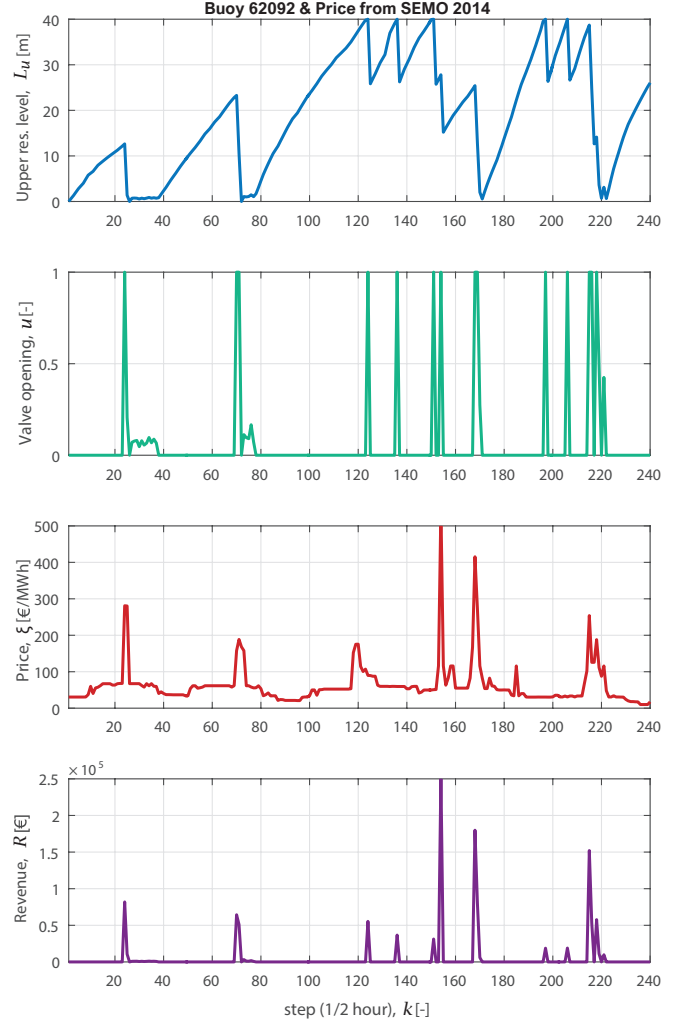 Buoy 62092 & Price from SEMO 2014
Upper res. level, L_u [m]
40
30
20
10
0
20 40 60 80 100 120 140 160 180 200 220 240
Valve opening, u [-]
1
0.5
0
20 40 60 80 100 120 140 160 180 200 220 240
Price, ξ [€/MWh]
500
400
300
200
100
0
20 40 60 80 100 120 140 160 180 200 220 240
× 10^5
Revenue, R [€]
2.5
2
1.5
1
0.5
0
20 40 60 80 100 120 140 160 180 200 220 240
step (1/2 hour), k [-]